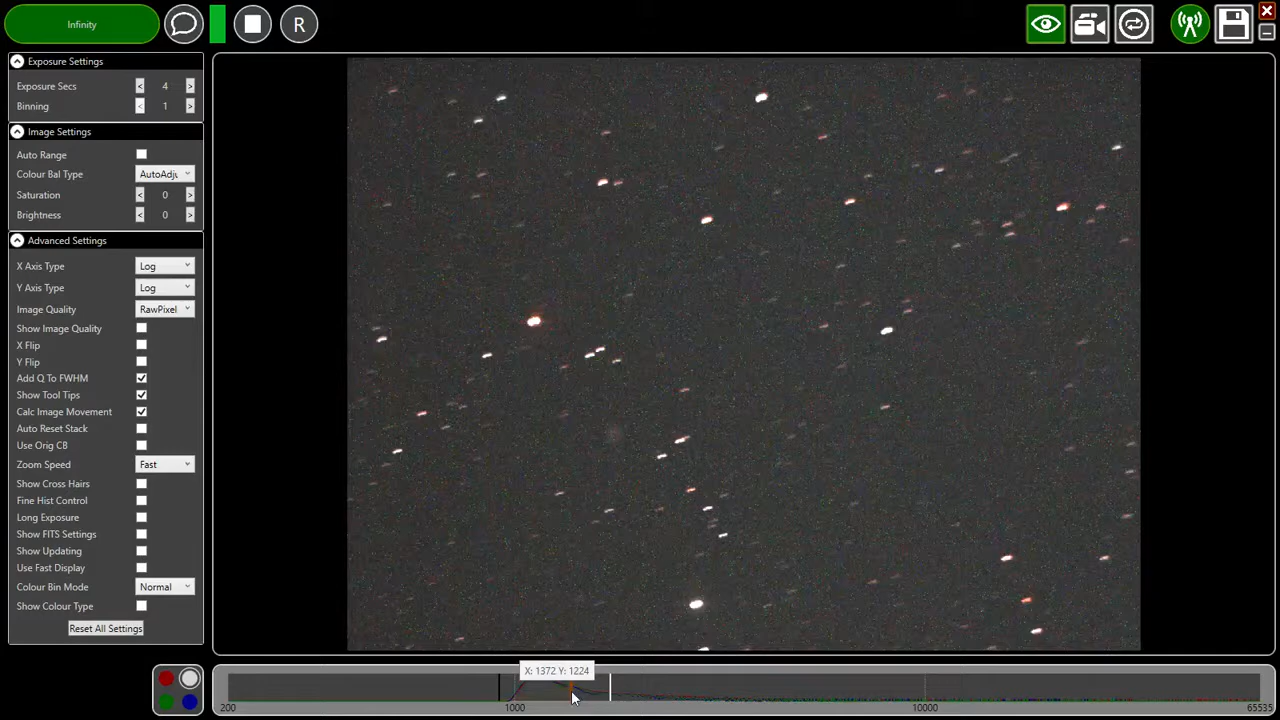 Infinity
R
Exposure Settings
Exposure Secs < 4 >
Binning < 1 >
Image Settings
Auto Range
Colour Bal Type AutoAdju
Saturation < 0 >
Brightness < 0 >
Advanced Settings
X Axis Type Log
Y Axis Type Log
Image Quality RawPixel
Show Image Quality
X Flip
Y Flip
Add Q To FWHM
Show Tool Tips
Calc Image Movement
Auto Reset Stack
Use Orig CB
Zoom Speed Fast
Show Cross Hairs
Fine Hist Control
Long Exposure
Show FITS Settings
Show Updating
Use Fast Display
Colour Bin Mode Normal
Show Colour Type
Reset All Settings
X: 1372 Y: 1224
200 1000 10000 65535